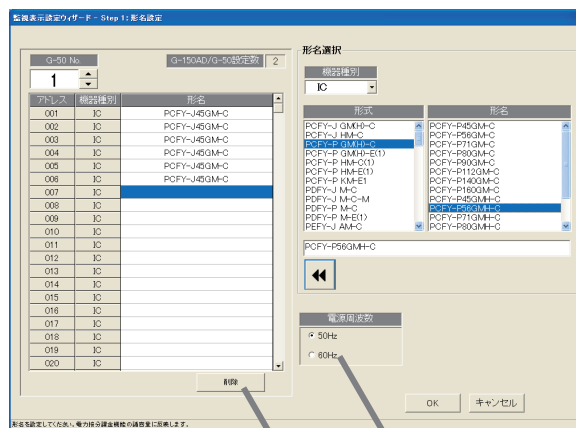 監視表示設定ウィザード - Step 1: 形名設定
G-50 No.
G-150AD/G-50設定数 2
1
アドレス 機器種別 形名
001 IC PCFY-J45GM-C
002 IC PCFY-J45GM-C
003 IC PCFY-J45GM-C
004 IC PCFY-J45GM-C
005 IC PCFY-J45GM-C
006 IC PCFY-J45GM-C
007 IC
008 IC
009 IC
010 IC
011 IC
012 IC
013 IC
014 IC
015 IC
016 IC
017 IC
018 IC
019 IC
020 IC
削除
形名選択
機器種別
IC
形式
PCFY-J GM(H)-C
PCFY-J HM-C
PCFY-P GM(H)-C
PCFY-P GM(H)-E(1)
PCFY-P HM-C(1)
PCFY-P HM-E(1)
PCFY-P KM-E1
PDFY-J M-C
PDFY-J M-C-M
PDFY-P M-C
PDFY-P M-E(1)
PEFY-J AM-C
形名
PCFY-P45GM-C
PCFY-P56GM-C
PCFY-P71GM-C
PCFY-P80GM-C
PCFY-P90GM-C
PCFY-P112GM-C
PCFY-P140GM-C
PCFY-P160GM-C
PCFY-P45GMH-C
PCFY-P56GMH-C
PCFY-P71GMH-C
PCFY-P80GMH-C
PCFY-P56GMH-C
電源周波数
50Hz
60Hz
OK キャンセル
形名を設定してください。電力按分課金機能の諸容量に反映します。